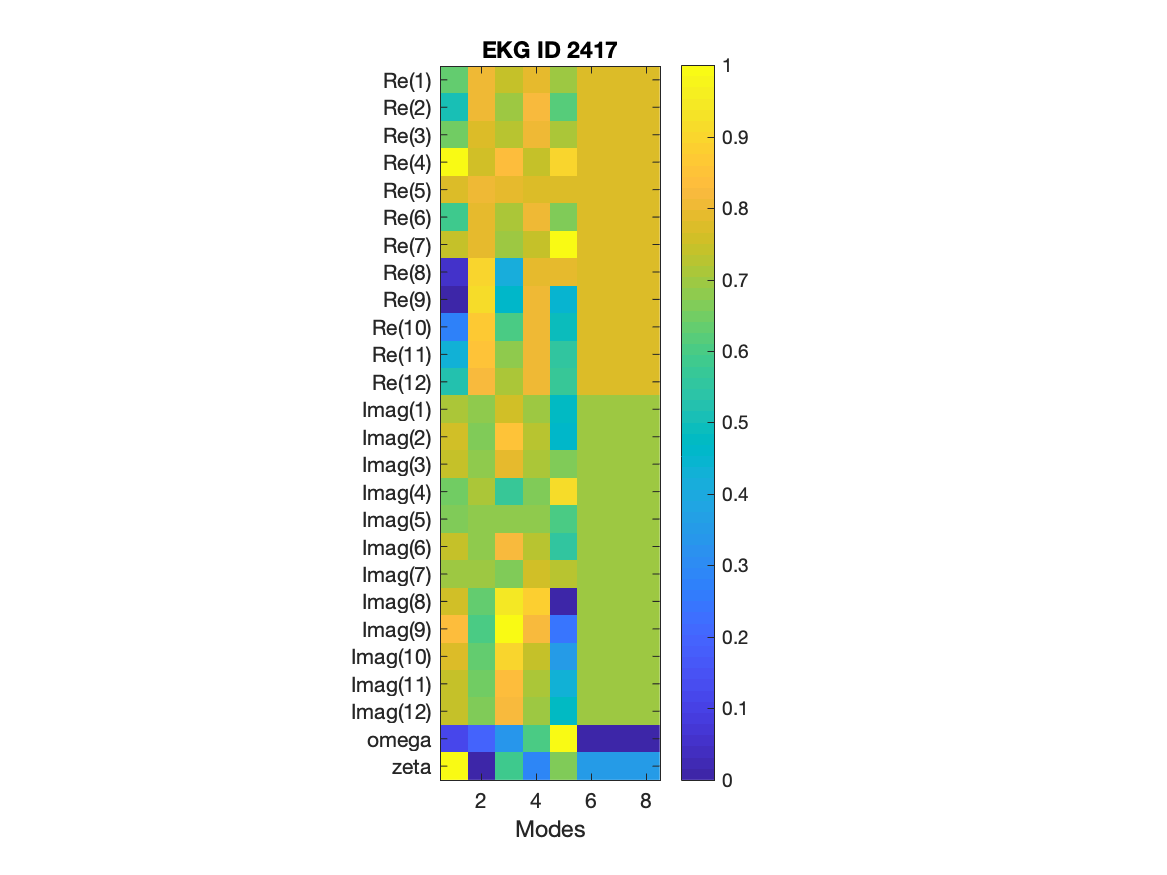 EKG ID 2417
Re(1)
Re(2)
Re(3)
Re(4)
Re(5)
Re(6)
Re(7)
Re(8)
Re(9)
Re(10)
Re(11)
Re(12)
Imag(1)
Imag(2)
Imag(3)
Imag(4)
Imag(5)
Imag(6)
Imag(7)
Imag(8)
Imag(9)
Imag(10)
Imag(11)
Imag(12)
omega
zeta
2 4 6 8
Modes
1
0.9
0.8
0.7
0.6
0.5
0.4
0.3
0.2
0.1
0